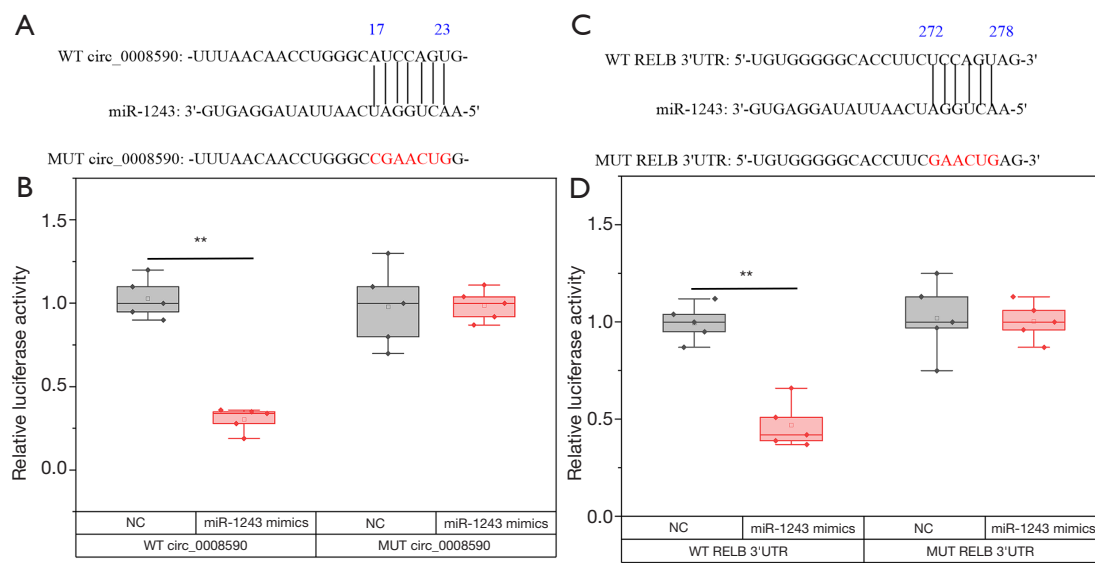 A
17 23
WT circ_0008590: -UUUAACAACCUGGGCAUCCAGUG-
miR-1243: 3'-GUGAGGAUAUUAACUAGGUCAA-5'
MUT circ_0008590: -UUUAACAACCUGGGCCGAACUGG-
B
Relative luciferase activity
1.5
1.0
0.5
0.0
**
NC miR-1243 mimics NC miR-1243 mimics
WT circ_0008590 MUT circ_0008590
C
272 278
WT RELB 3'UTR: 5'-UGUGGGGGCACCUUCUCCAGUAG-3'
miR-1243: 3'-GUGAGGAUAUUAACUAGGUCAA-5'
MUT RELB 3'UTR: 5'-UGUGGGGGCACCUUCGAACUGAG-3'
D
Relative luciferase activity
1.5
1.0
0.5
0.0
**
NC miR-1243 mimics NC miR-1243 mimics
WT RELB 3'UTR MUT RELB 3'UTR